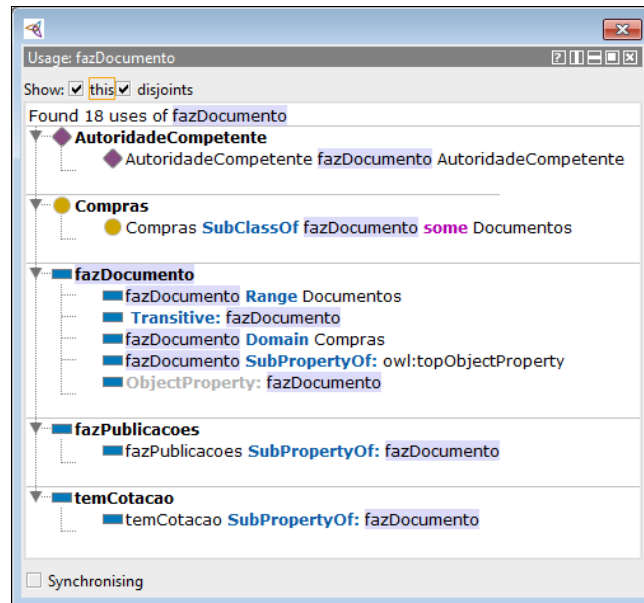 Usage: fazDocumento
Show: this disjoints
Found 18 uses of fazDocumento
AutoridadeCompetente
AutoridadeCompetente fazDocumento AutoridadeCompetente
Compras
Compras SubClassOf fazDocumento some Documentos
fazDocumento
fazDocumento Range Documentos
Transitive: fazDocumento
fazDocumento Domain Compras
fazDocumento SubPropertyOf: owl:topObjectProperty
ObjectProperty: fazDocumento
fazPublicacoes
fazPublicacoes SubPropertyOf: fazDocumento
temCotacao
temCotacao SubPropertyOf: fazDocumento
Synchronising